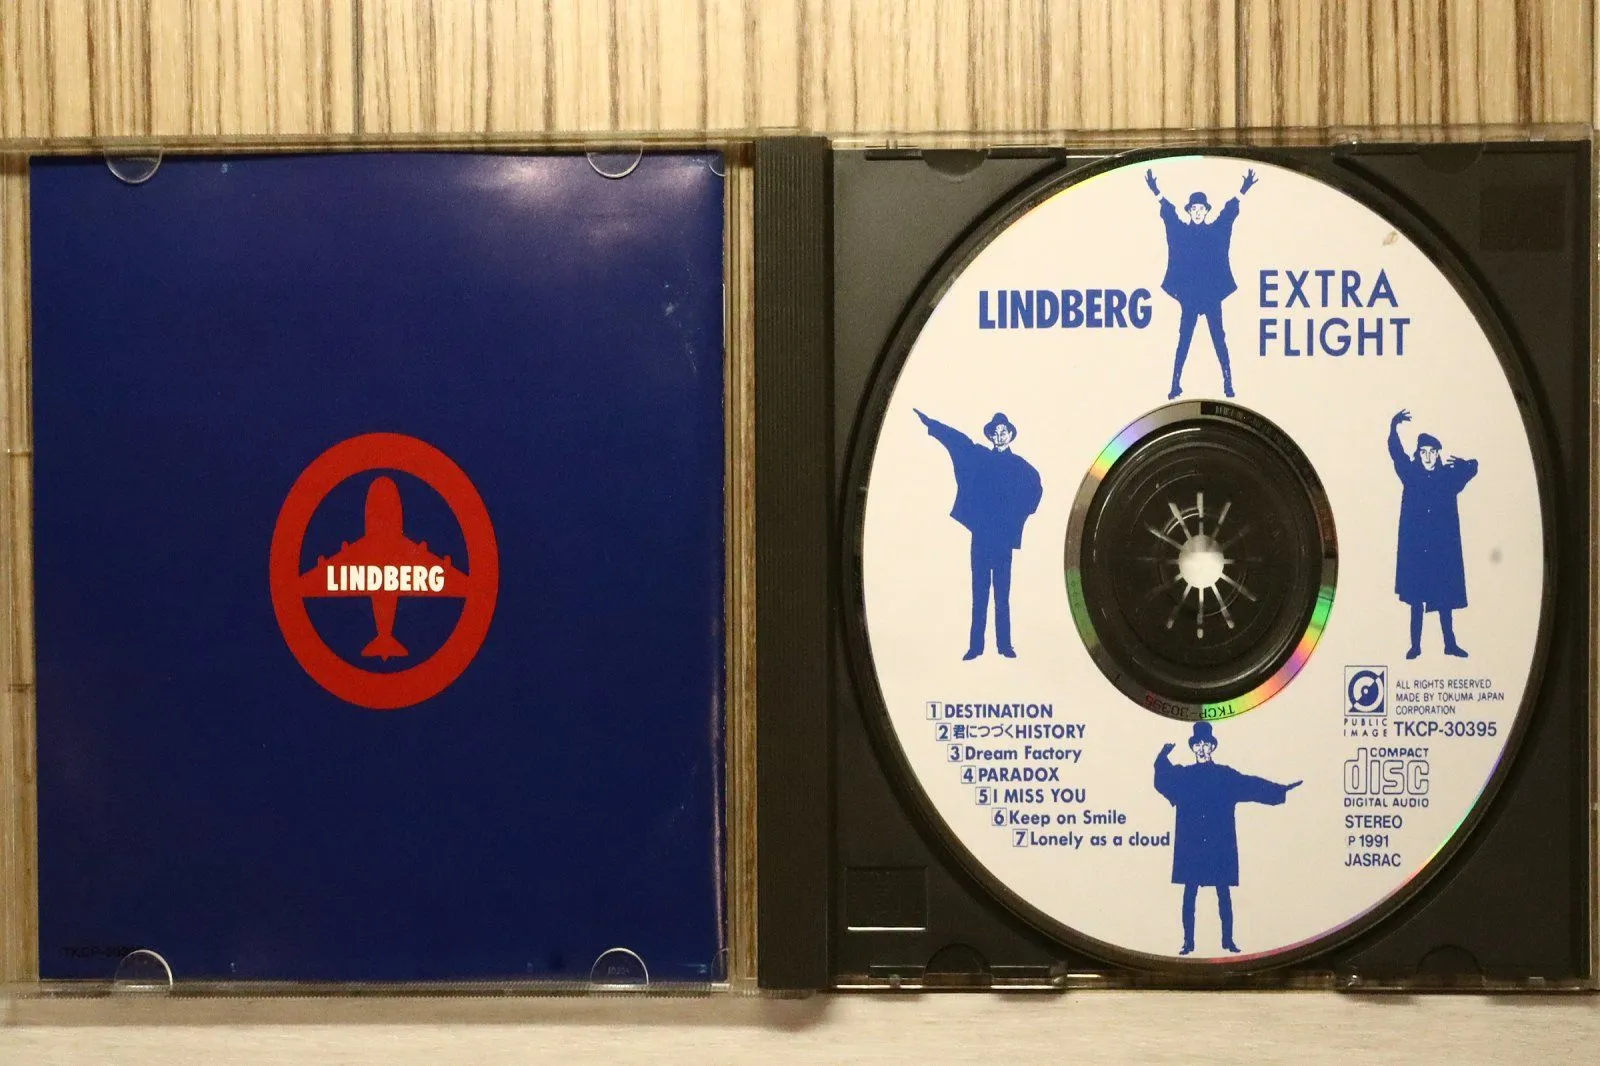 LINDBERG
LINDBERG
EXTRA
FLIGHT
1 DESTINATION
2 君につづくHISTORY
3 Dream Factory
4 PARADOX
5 I MISS YOU
6 Keep on Smile
7 Lonely as a cloud
ALL RIGHTS RESERVED
MADE BY TOKUMA JAPAN
CORPORATION
PUBLIC
IMAGE
TKCP-30395
COMPACT
disc
DIGITAL AUDIO
STEREO
P 1991
JASRAC
TKCP-30395